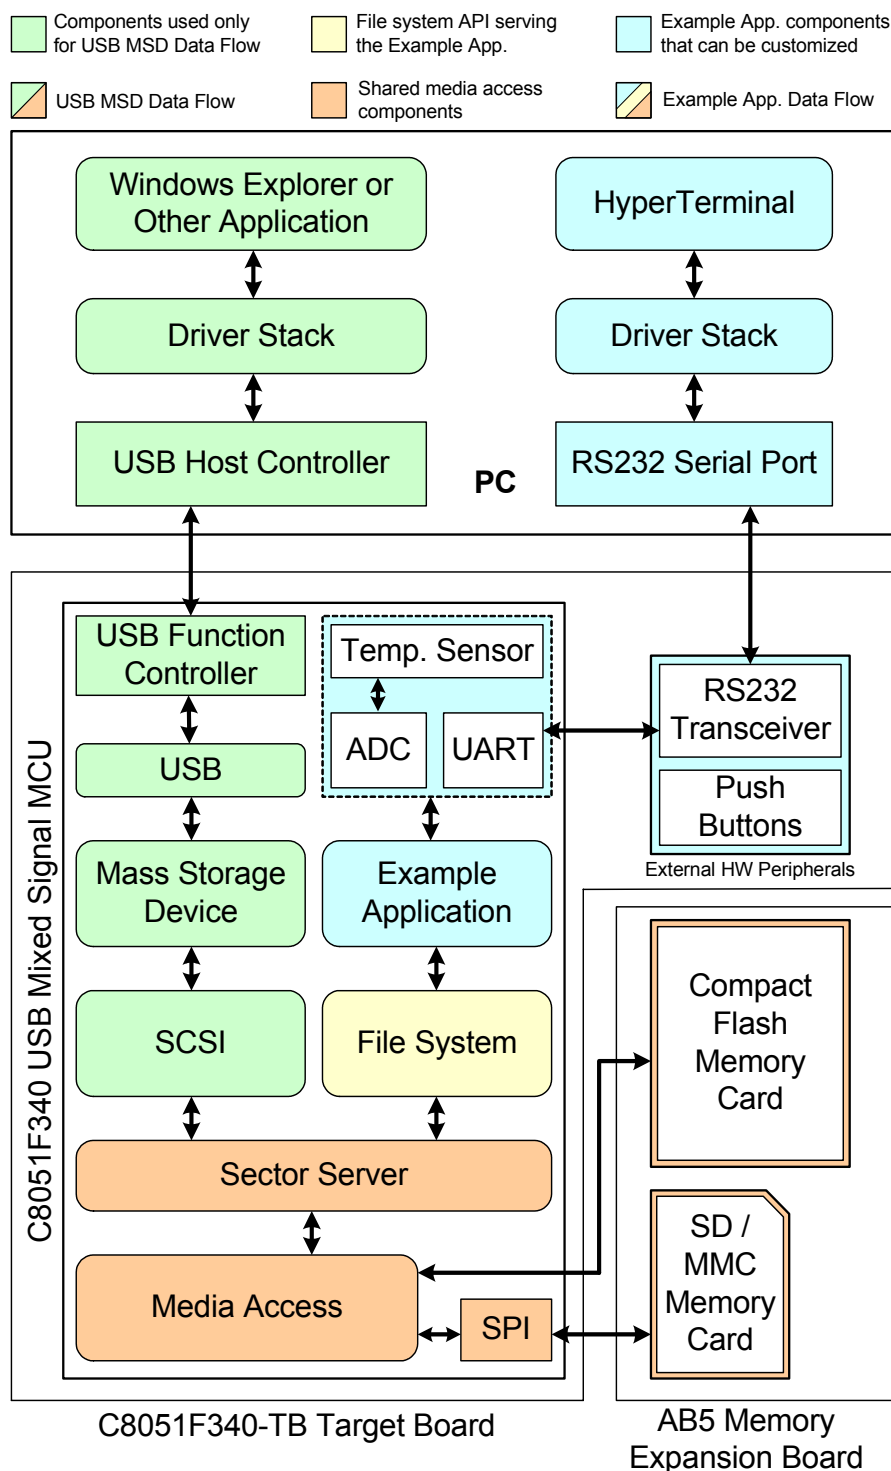 Components used only
for USB MSD Data Flow
File system API serving
the Example App.
Example App. components
that can be customized
USB MSD Data Flow
Shared media access
components
Example App. Data Flow
Windows Explorer or
Other Application
HyperTerminal
Driver Stack
Driver Stack
USB Host Controller
RS232 Serial Port
PC
C8051F340 USB Mixed Signal MCU
USB Function
Controller
Temp. Sensor
ADC
UART
RS232
Transceiver
Push
Buttons
External HW Peripherals
USB
Mass Storage
Device
Example
Application
SCSI
File System
Compact
Flash
Memory
Card
Sector Server
Media Access
SPI
SD /
MMC
Memory
Card
C8051F340-TB Target Board
AB5 Memory
Expansion Board